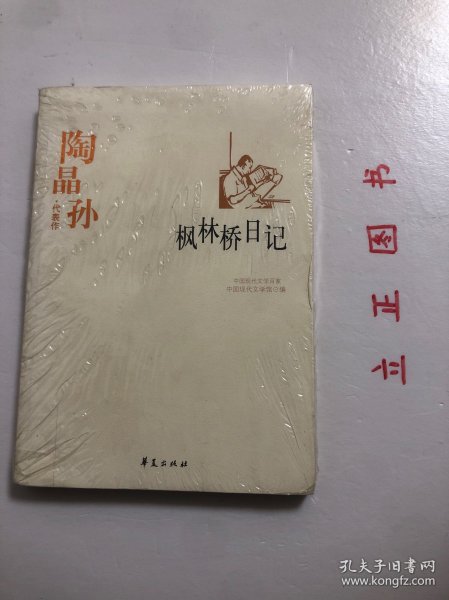 陶晶孙
·代表作
枫林桥日记
中国现代文学百家
中国现代文学馆◎编
华夏出版社
立正图书
孔夫子旧书网
www.kongfz.com